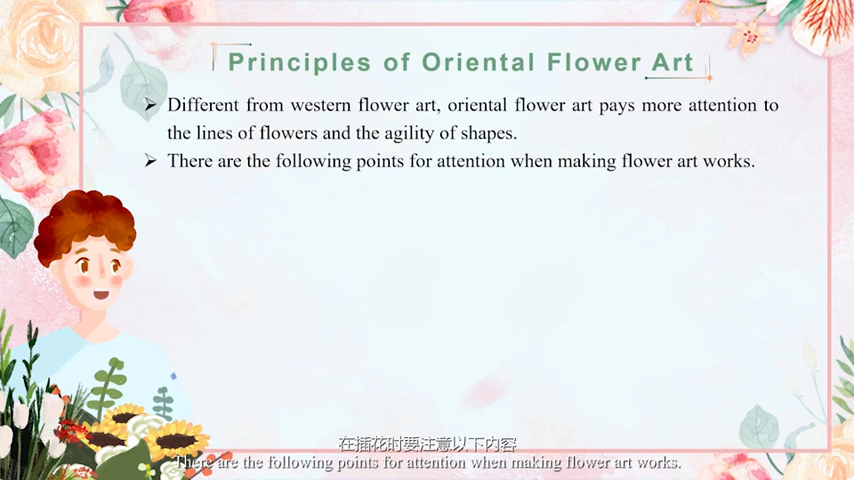 Principles of Oriental Flower Art
➢ Different from western flower art, oriental flower art pays more attention to
the lines of flowers and the agility of shapes.
➢ There are the following points for attention when making flower art works.
在插花时要注意以下内容
There are the following points for attention when making flower art works.